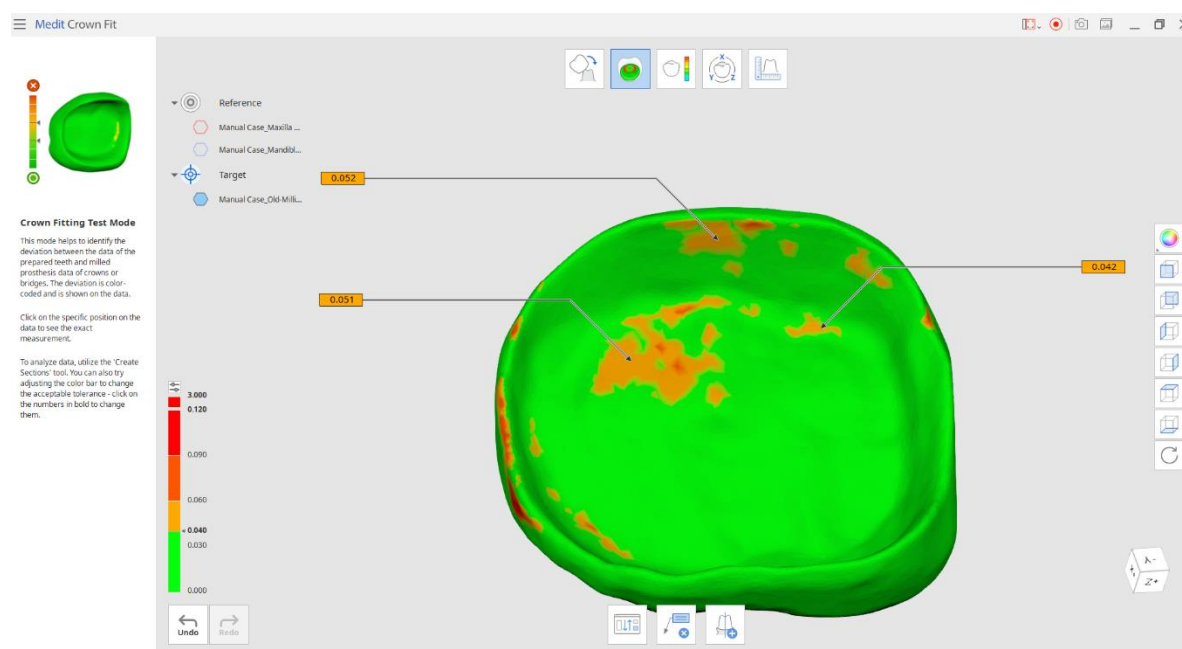 Medit Crown Fit
Crown Fitting Test Mode
This mode helps to identify the
deviation between the data of the
prepared teeth and milled
prosthesis data of crowns or
bridges. The deviation is color-
coded and is shown on the data.
Click on the specific position on the
data to see the exact
measurement.
To analyze data, utilize the 'Create
Sections' tool. You can also try
adjusting the color bar to change
the acceptable tolerance - click on
the numbers in bold to change
them.
Reference
Manual Case_Maxilla ...
Manual Case_Mandibl...
Target
Manual Case_Old-Milli...
X
Y
Z
0.052
0.042
0.051
3.000
0.120
0.090
0.060
0.040
0.030
0.000
Undo
Redo
Z+